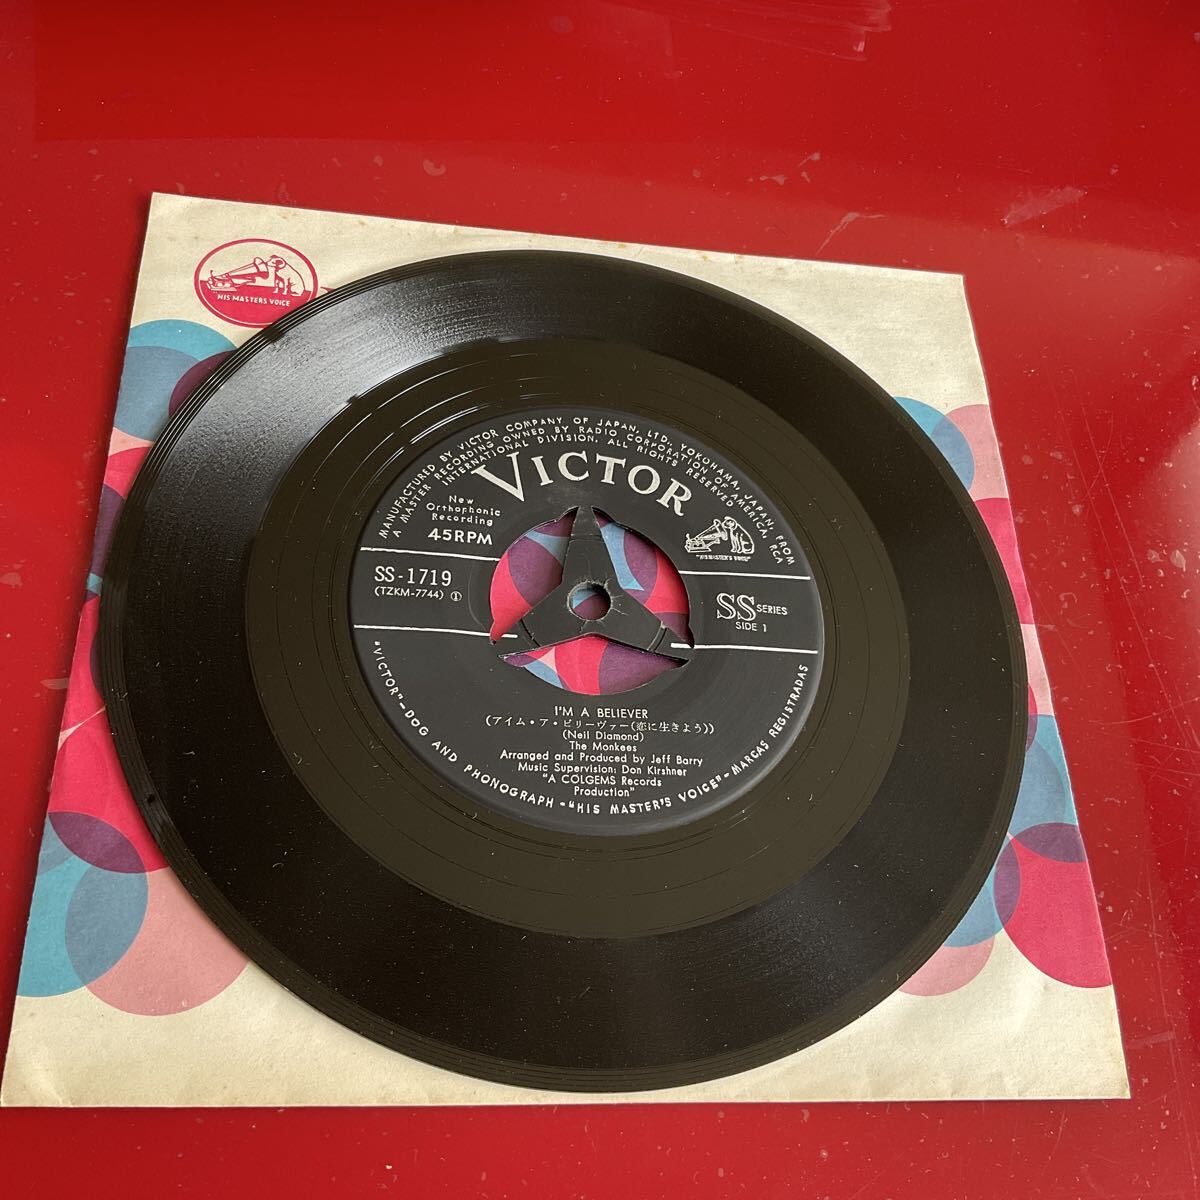 HIS MASTERS VOICE
MANUFACTURED BY VICTOR COMPANY OF JAPAN, LTD. YOKOHAMA, JAPAN, FROM
A MASTER RECORDING OWNED BY RADIO CORPORATION OF AMERICA, RCA
INTERNATIONAL DIVISION. ALL RIGHTS RESERVED
VICTOR
New
Orthophonic
Recording
45RPM
"HIS MASTER'S VOICE"
SS-1719
(TZKM-7744) ①
SS SERIES
SIDE 1
I'M A BELIEVER
(アイム・ア・ビリーヴァー(恋に生きよう))
(Neil Diamond)
The Monkees
Arranged and Produced by Jeff Barry
Music Supervision: Don Kirshner
"A COLGEMS Records
Production"
"VICTOR"-DOG AND PHONOGRAPH-"HIS MASTER'S VOICE"-MARCAS REGISTRADAS